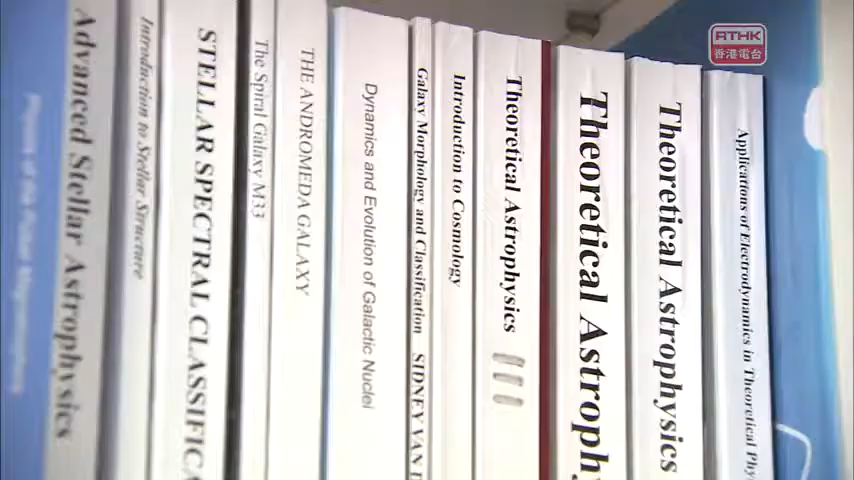 Advanced Stellar Astrophysics
Introduction to Stellar Structure
STELLAR SPECTRAL CLASSIFICA
The Spiral Galaxy M33
THE ANDROMEDA GALAXY
Dynamics and Evolution of Galactic Nuclei
Galaxy Morphology and Classification SIDNEY VAN
Introduction to Cosmology
Theoretical Astrophysics III
Theoretical Astroph
Theoretical Astrophysics
Applications of Electrodynamics in Theoretical Phy
RTHK
香港電台